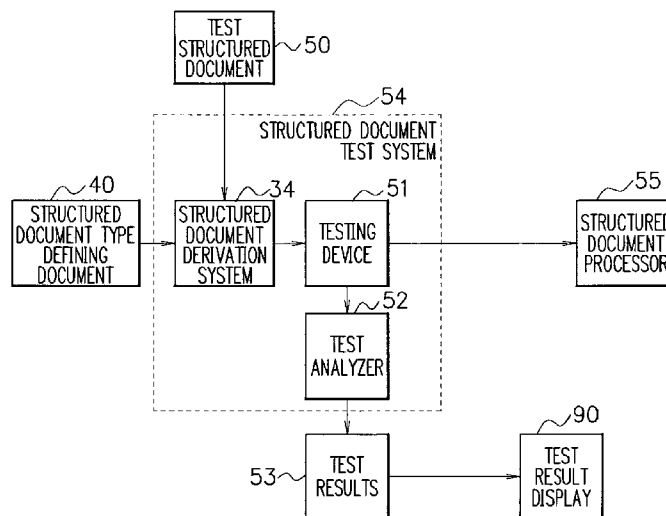 TEST
STRUCTURED
DOCUMENT
50
54
STRUCTURED DOCUMENT
TEST SYSTEM
40
STRUCTURED
DOCUMENT TYPE
DEFINING
DOCUMENT
34
STRUCTURED
DOCUMENT
DERIVATION
SYSTEM
51
TESTING
DEVICE
55
STRUCTURED
DOCUMENT
PROCESSOR
52
TEST
ANALYZER
53
TEST
RESULTS
90
TEST
RESULT
DISPLAY